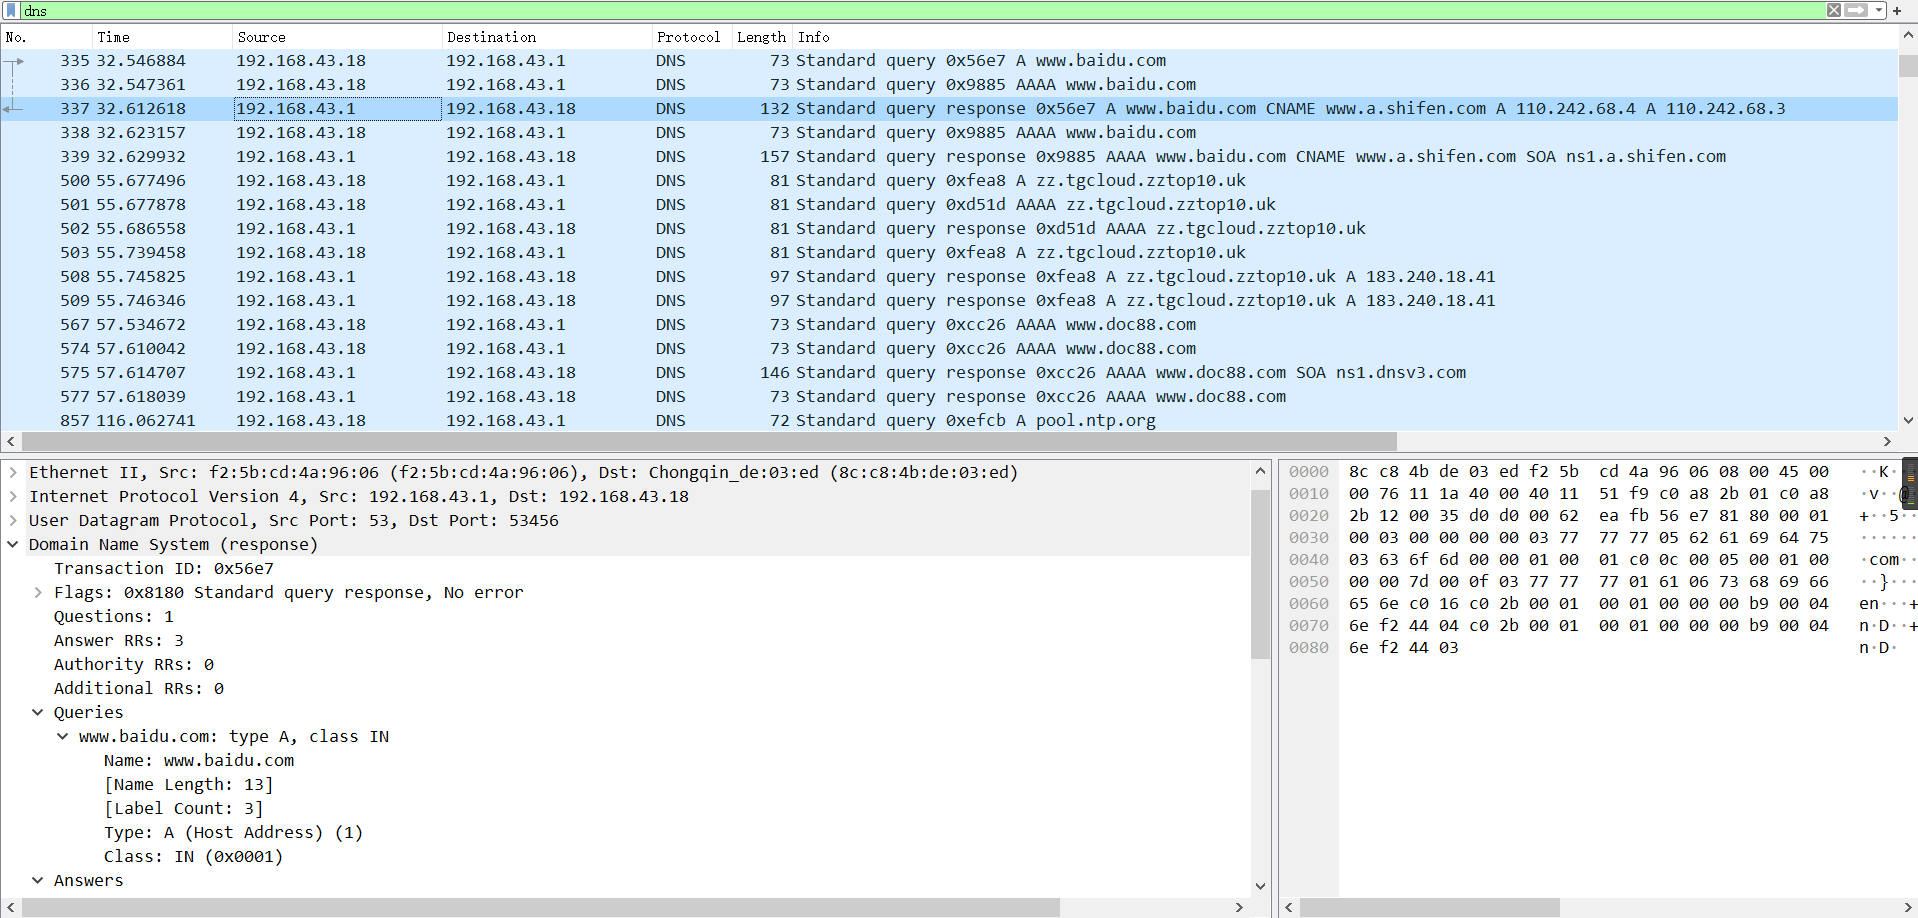 dns
No. Time Source Destination Protocol Length Info
335 32.546884 192.168.43.18 192.168.43.1 DNS 73 Standard query 0x56e7 A www.baidu.com
336 32.547361 192.168.43.18 192.168.43.1 DNS 73 Standard query 0x9885 AAAA www.baidu.com
337 32.612618 192.168.43.1 192.168.43.18 DNS 132 Standard query response 0x56e7 A www.baidu.com CNAME www.a.shifen.com A 110.242.68.4 A 110.242.68.3
338 32.623157 192.168.43.18 192.168.43.1 DNS 73 Standard query 0x9885 AAAA www.baidu.com
339 32.629932 192.168.43.1 192.168.43.18 DNS 157 Standard query response 0x9885 AAAA www.baidu.com CNAME www.a.shifen.com SOA ns1.a.shifen.com
500 55.677496 192.168.43.18 192.168.43.1 DNS 81 Standard query 0xfea8 A zz.tgcloud.zztop10.uk
501 55.677878 192.168.43.18 192.168.43.1 DNS 81 Standard query 0xd51d AAAA zz.tgcloud.zztop10.uk
502 55.686558 192.168.43.1 192.168.43.18 DNS 81 Standard query response 0xd51d AAAA zz.tgcloud.zztop10.uk
503 55.739458 192.168.43.18 192.168.43.1 DNS 81 Standard query 0xfea8 A zz.tgcloud.zztop10.uk
508 55.745825 192.168.43.1 192.168.43.18 DNS 97 Standard query response 0xfea8 A zz.tgcloud.zztop10.uk A 183.240.18.41
509 55.746346 192.168.43.1 192.168.43.18 DNS 97 Standard query response 0xfea8 A zz.tgcloud.zztop10.uk A 183.240.18.41
567 57.534672 192.168.43.18 192.168.43.1 DNS 73 Standard query 0xcc26 AAAA www.doc88.com
574 57.610042 192.168.43.18 192.168.43.1 DNS 73 Standard query 0xcc26 AAAA www.doc88.com
575 57.614707 192.168.43.1 192.168.43.18 DNS 146 Standard query response 0xcc26 AAAA www.doc88.com SOA ns1.dnsv3.com
577 57.618039 192.168.43.1 192.168.43.18 DNS 73 Standard query response 0xcc26 AAAA www.doc88.com
857 116.062741 192.168.43.18 192.168.43.1 DNS 72 Standard query 0xefcb A pool.ntp.org
Ethernet II, Src: f2:5b:cd:4a:96:06 (f2:5b:cd:4a:96:06), Dst: Chongqin_de:03:ed (8c:c8:4b:de:03:ed)
Internet Protocol Version 4, Src: 192.168.43.1, Dst: 192.168.43.18
User Datagram Protocol, Src Port: 53, Dst Port: 53456
Domain Name System (response)
Transaction ID: 0x56e7
Flags: 0x8180 Standard query response, No error
Questions: 1
Answer RRs: 3
Authority RRs: 0
Additional RRs: 0
Queries
www.baidu.com: type A, class IN
Name: www.baidu.com
[Name Length: 13]
[Label Count: 3]
Type: A (Host Address) (1)
Class: IN (0x0001)
Answers
0000 8c c8 4b de 03 ed f2 5b cd 4a 96 06 08 00 45 00 ··K·
0010 00 76 11 1a 40 00 40 11 51 f9 c0 a8 2b 01 c0 a8 ·v··@
0020 2b 12 00 35 d0 d0 00 62 ea fb 56 e7 81 80 00 01 +··5··
0030 00 03 00 00 00 00 03 77 77 77 05 62 61 69 64 75 ······
0040 03 63 6f 6d 00 00 01 00 01 c0 0c 00 05 00 01 00 ·com··
0050 00 00 7d 00 0f 03 77 77 77 01 61 06 73 68 69 66 ··}···
0060 65 6e c0 16 c0 2b 00 01 00 01 00 00 00 b9 00 04 en···+
0070 6e f2 44 04 c0 2b 00 01 00 01 00 00 00 b9 00 04 n·D··+
0080 6e f2 44 03 n·D·